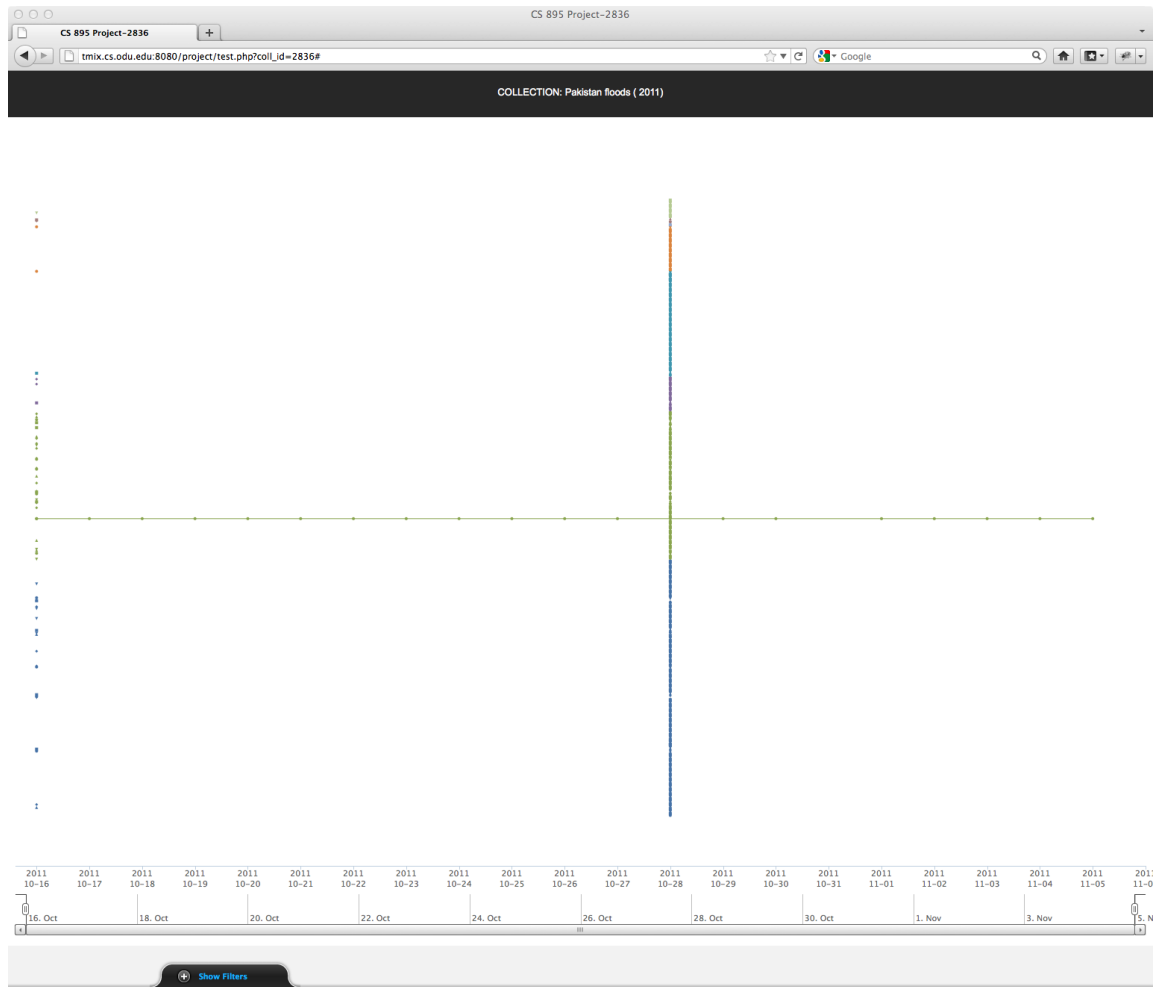 CS 895 Project-2836
CS 895 Project-2836 +
tmix.cs.odu.edu:8080/project/test.php?coll_id=2836# Google
COLLECTION: Pakistan floods ( 2011)
2011 2011 2011 2011 2011 2011 2011 2011 2011 2011 2011 2011 2011 2011 2011 2011 2011 2011 2011 2011 2011
10-16 10-17 10-18 10-19 10-20 10-21 10-22 10-23 10-24 10-25 10-26 10-27 10-28 10-29 10-30 10-31 11-01 11-02 11-03 11-04 11-05
16. Oct 18. Oct 20. Oct 22. Oct 24. Oct 26. Oct 28. Oct 30. Oct 1. Nov 3. Nov
Show Filters